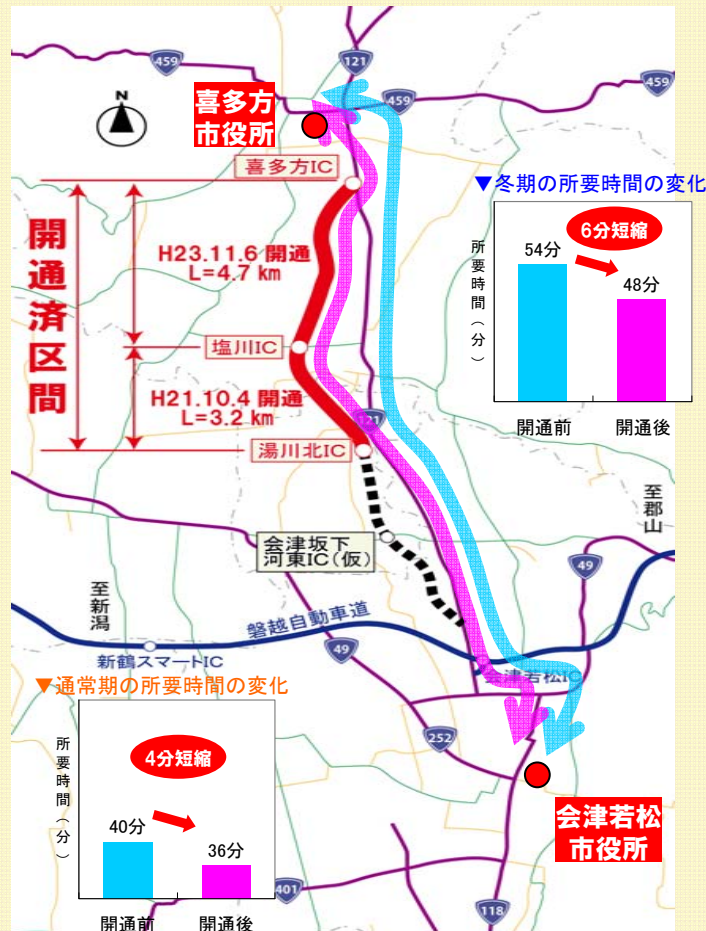 459
121
459
459
N
喜多方
市役所
喜多方IC
▼冬期の所要時間の変化
所要時間（分）
6分短縮
54分
48分
開通前
開通後
開通済区間
H23.11.6 開通
L=4.7 km
塩川IC
H21.10.4 開通
L=3.2 km
121
湯川北IC
至郡山
会津坂下
河東IC（仮）
49
至新潟
磐越自動車道
49
新鶴スマートIC
会津若松IC
▼通常期の所要時間の変化
所要時間（分）
4分短縮
40分
36分
開通前
開通後
252
会津若松
市役所
401
118